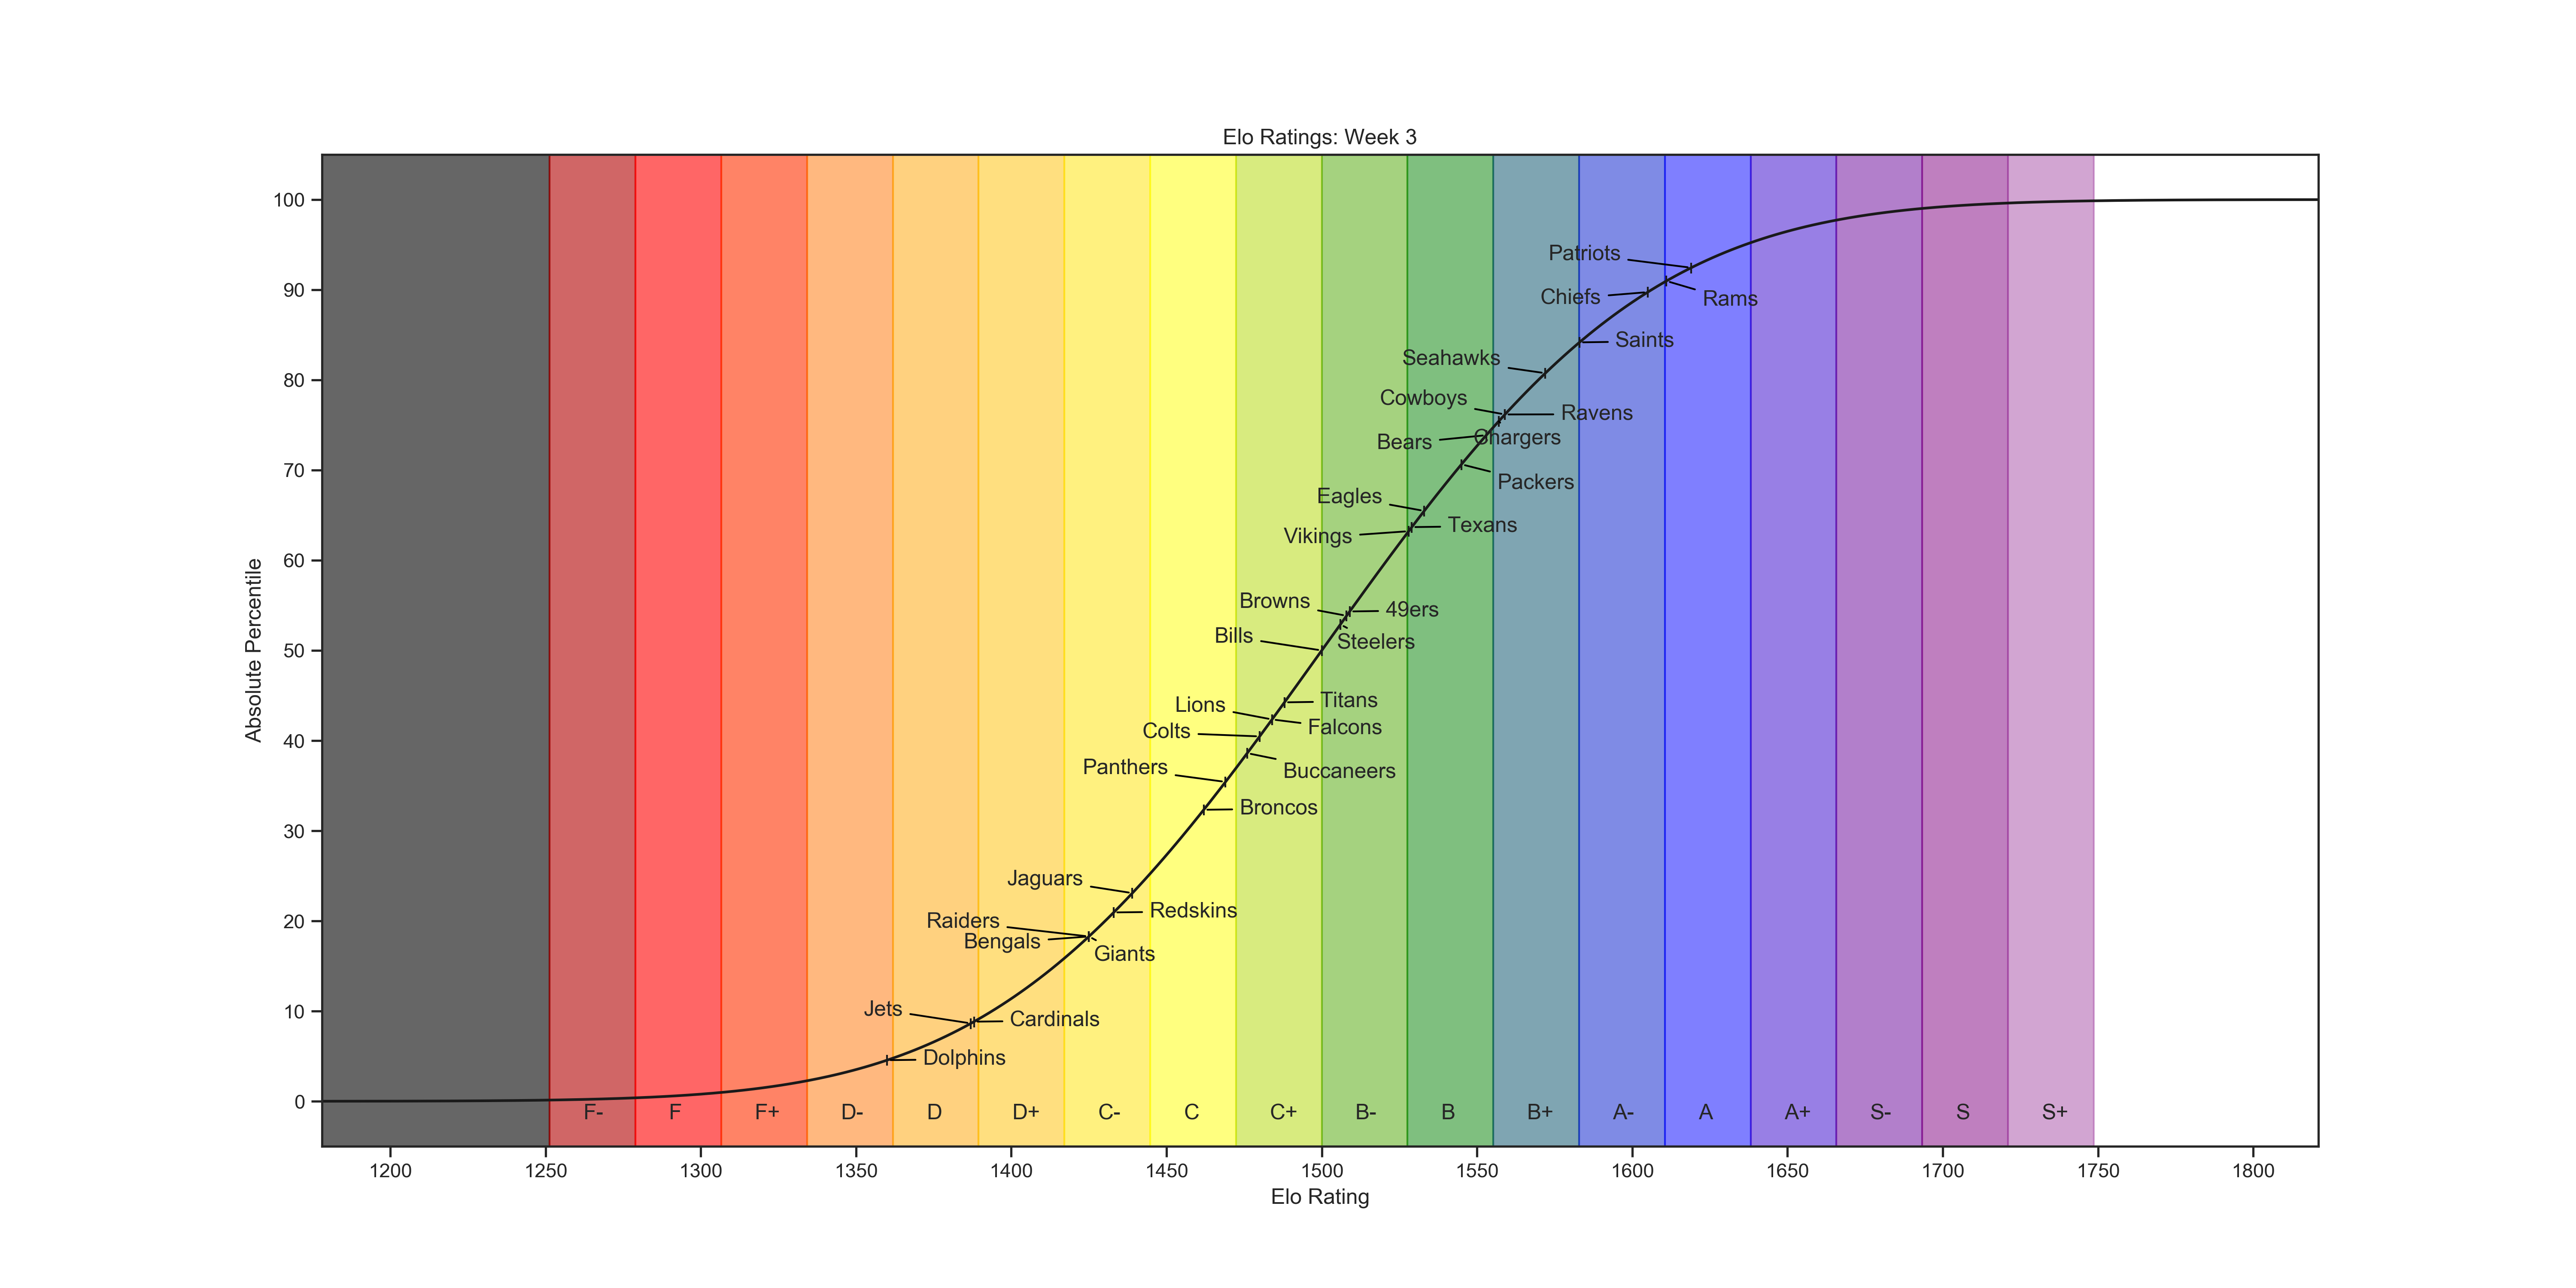 Elo Ratings: Week 3
Absolute Percentile
100
90
80
70
60
50
40
30
20
10
0
Patriots
Chiefs
Rams
Saints
Seahawks
Cowboys
Ravens
Bears
Chargers
Packers
Eagles
Texans
Vikings
Browns
49ers
Bills
Steelers
Lions
Titans
Colts
Falcons
Panthers
Buccaneers
Broncos
Jaguars
Redskins
Raiders
Bengals
Giants
Jets
Cardinals
Dolphins
F- F F+ D- D D+ C- C C+ B- B B+ A- A A+ S- S S+
1200 1250 1300 1350 1400 1450 1500 1550 1600 1650 1700 1750 1800
Elo Rating